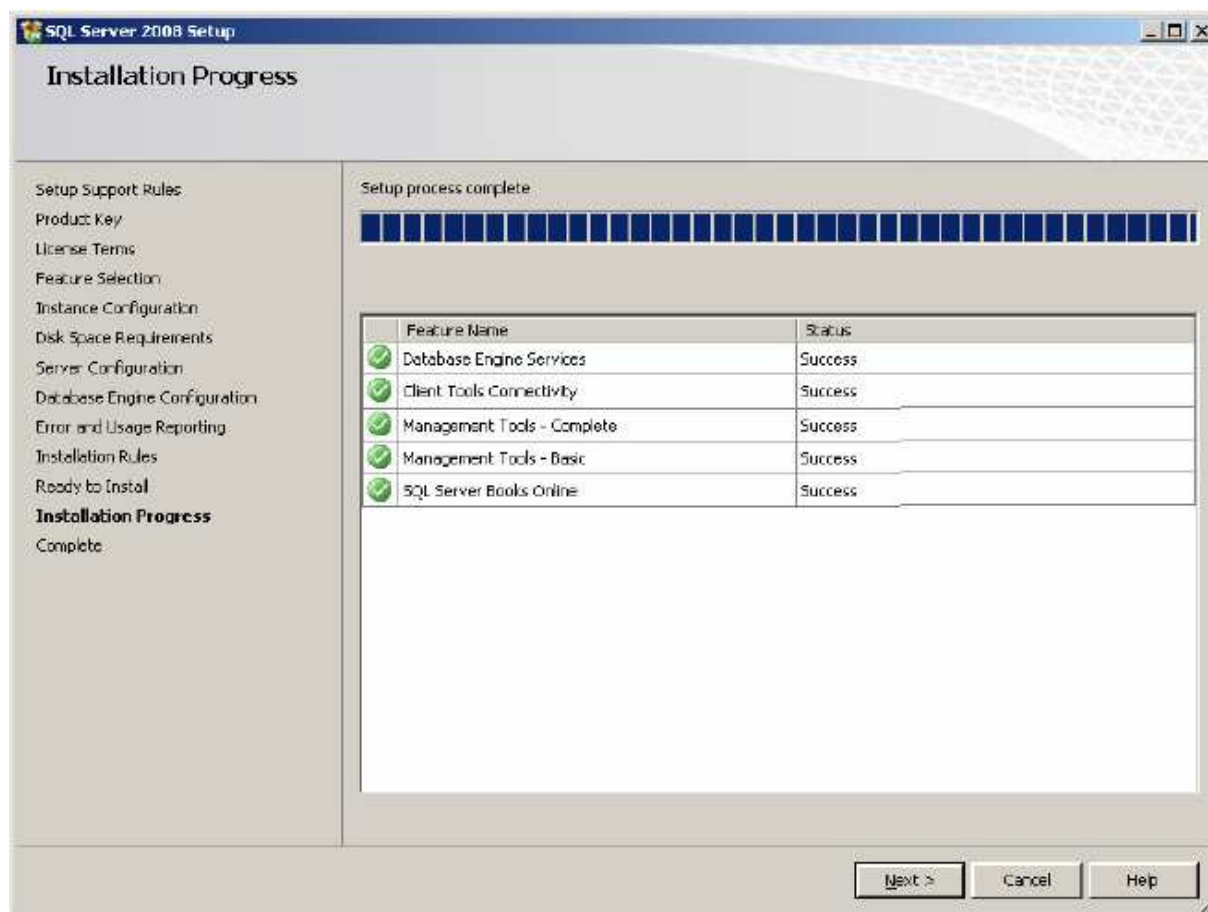 SQL Server 2008 Setup
Installation Progress
Setup Support Rules
Product Key
License Terms
Feature Selection
Instance Configuration
Disk Space Requirements
Server Configuration
Database Engine Configuration
Error and Usage Reporting
Installation Rules
Ready to Install
Installation Progress
Complete
Setup process complete
Feature Name Status
Database Engine Services Success
Client Tools Connectivity Success
Management Tools - Complete Success
Management Tools - Basic Success
SQL Server Books Online Success
Next > Cancel Help